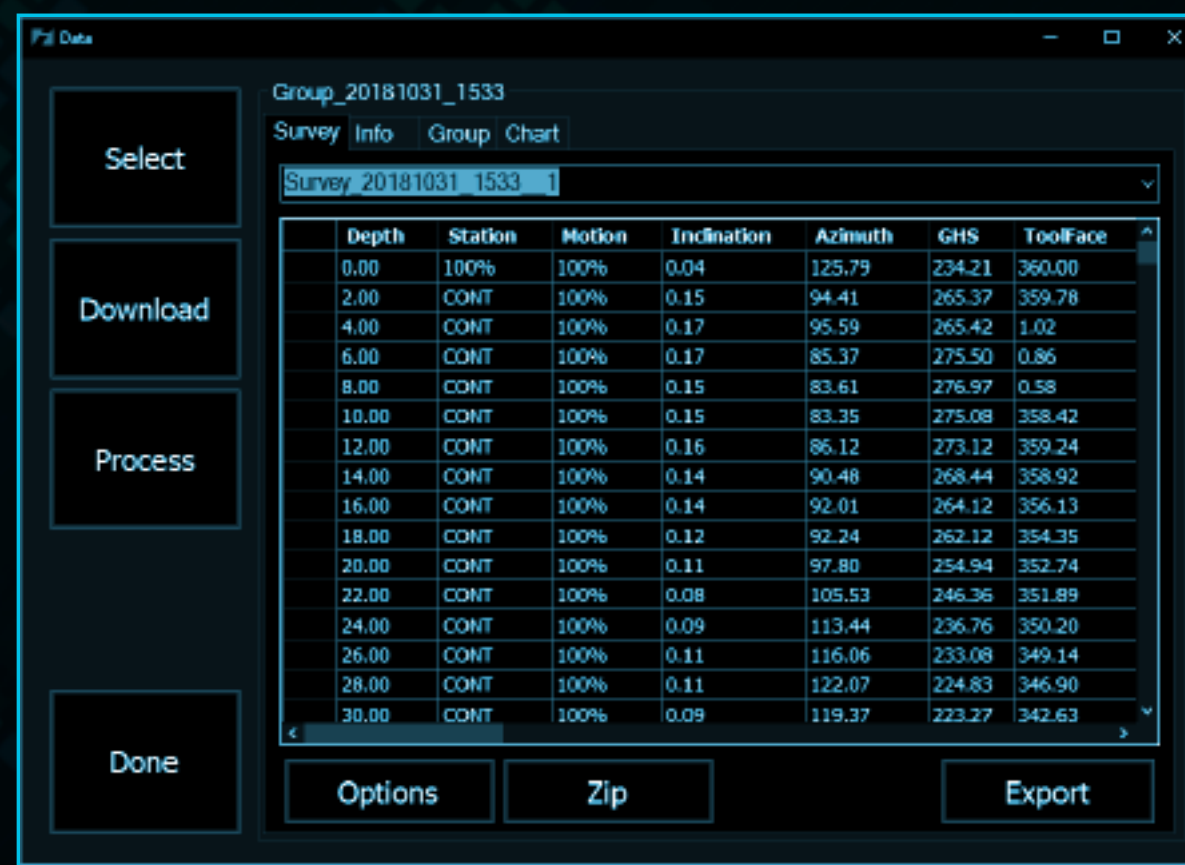 Data
Group_20181031_1533
Survey Info Group Chart
Survey_20181031_1533__1
Depth Station Motion Inclination Azimuth GHS ToolFace
0.00 100% 100% 0.04 125.79 234.21 360.00
2.00 CONT 100% 0.15 94.41 265.37 359.78
4.00 CONT 100% 0.17 95.59 265.42 1.02
6.00 CONT 100% 0.17 85.37 275.50 0.86
8.00 CONT 100% 0.15 83.61 276.97 0.58
10.00 CONT 100% 0.15 83.35 275.08 358.42
12.00 CONT 100% 0.16 86.12 273.12 359.24
14.00 CONT 100% 0.14 90.48 268.44 358.92
16.00 CONT 100% 0.14 92.01 264.12 356.13
18.00 CONT 100% 0.12 92.24 262.12 354.35
20.00 CONT 100% 0.11 97.80 254.94 352.74
22.00 CONT 100% 0.08 105.53 246.36 351.89
24.00 CONT 100% 0.09 113.44 236.76 350.20
26.00 CONT 100% 0.11 116.06 233.08 349.14
28.00 CONT 100% 0.11 122.07 224.83 346.90
30.00 CONT 100% 0.09 119.37 223.27 342.63
Select
Download
Process
Done
Options Zip Export